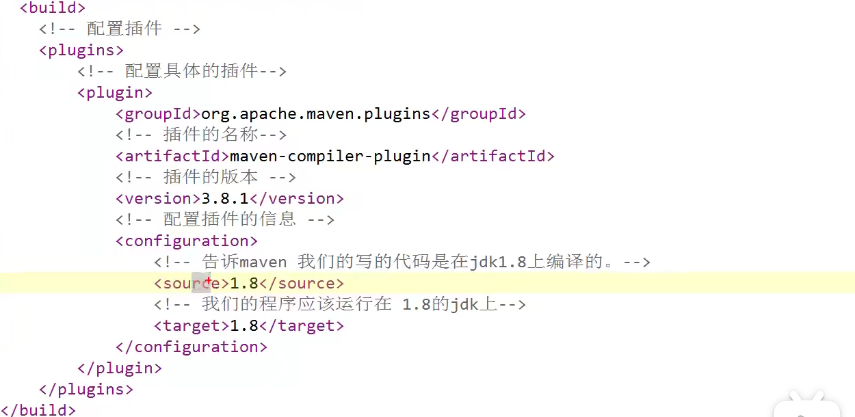 <build>
<!-- 配置插件 -->
<plugins>
<!-- 配置具体的插件-->
<plugin>
<groupId>org.apache.maven.plugins</groupId>
<!-- 插件的名称-->
<artifactId>maven-compiler-plugin</artifactId>
<!-- 插件的版本 -->
<version>3.8.1</version>
<!-- 配置插件的信息 -->
<configuration>
<!-- 告诉maven 我们的写的代码是在jdk1.8上编译的。-->
<source>1.8</source>
<!-- 我们的程序应该运行在 1.8的jdk上-->
<target>1.8</target>
</configuration>
</plugin>
</plugins>
</build>